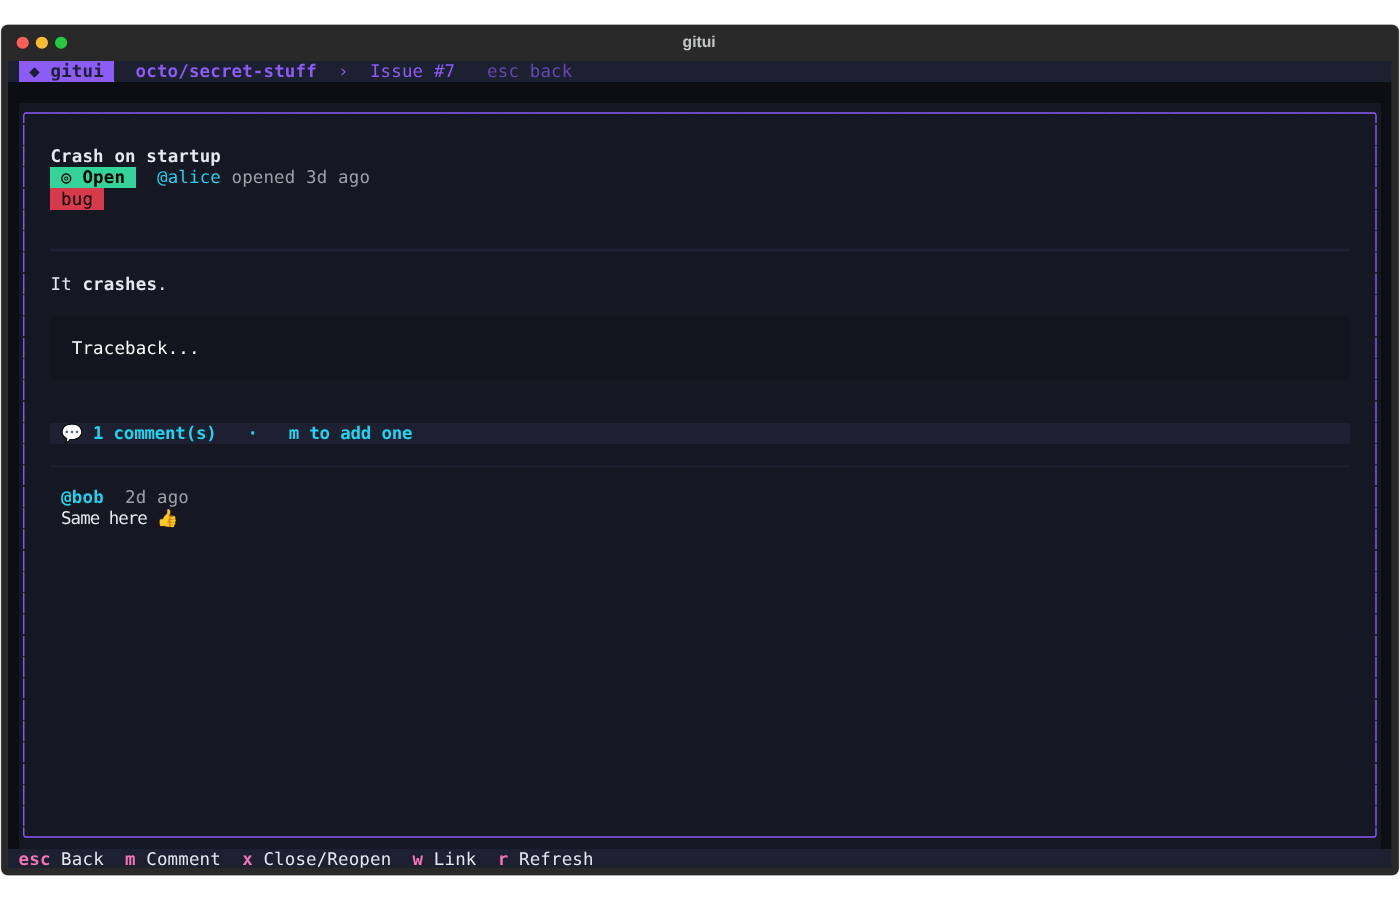 gitui
◆ gitui octo/secret-stuff › Issue #7 esc back
Crash on startup
◎ Open @alice opened 3d ago
bug
It crashes.
Traceback...
💬 1 comment(s) · m to add one
@bob 2d ago
Same here 👍
esc Back m Comment x Close/Reopen w Link r Refresh